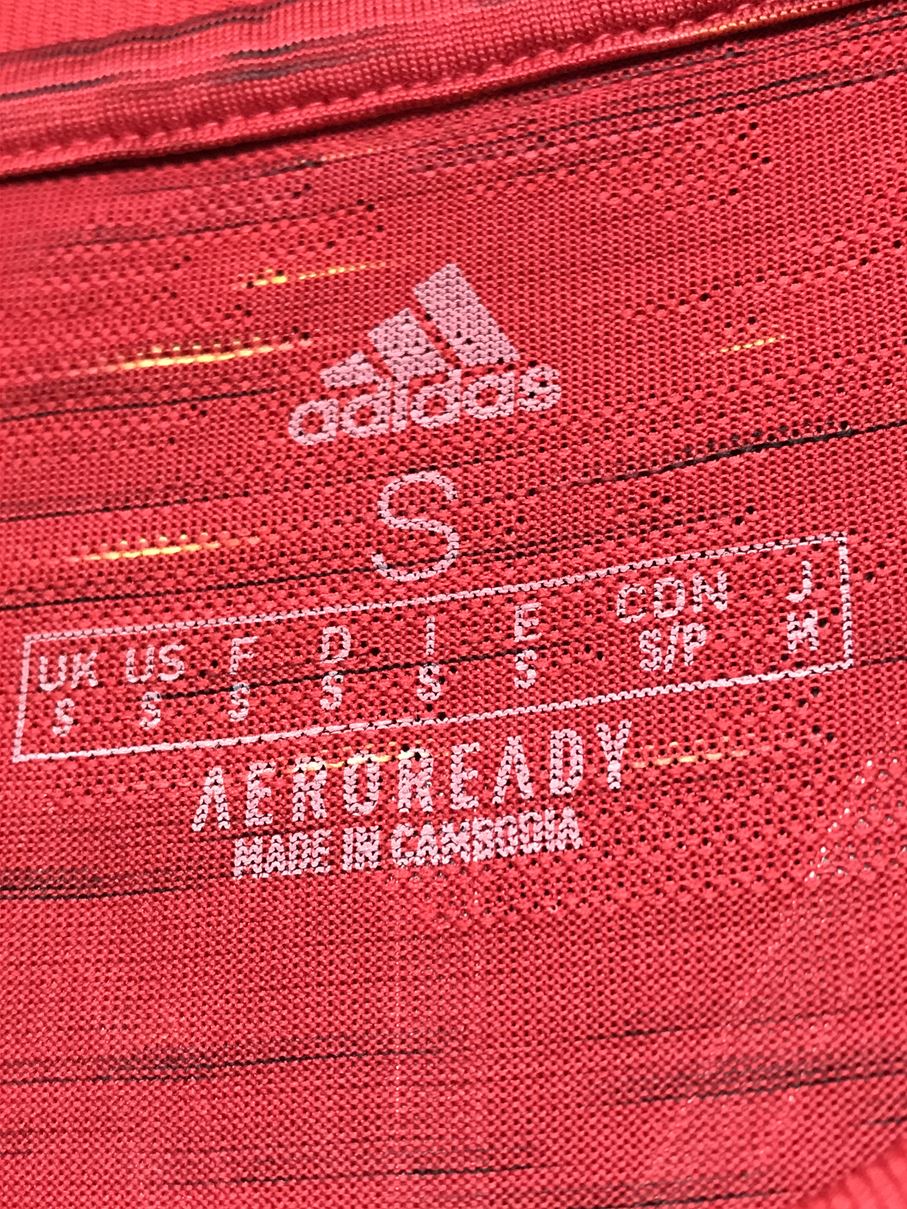 adidas
S
UK US F D I E CDN J
S S S S S S S/P M
AEROREADY
MADE IN CAMBODIA